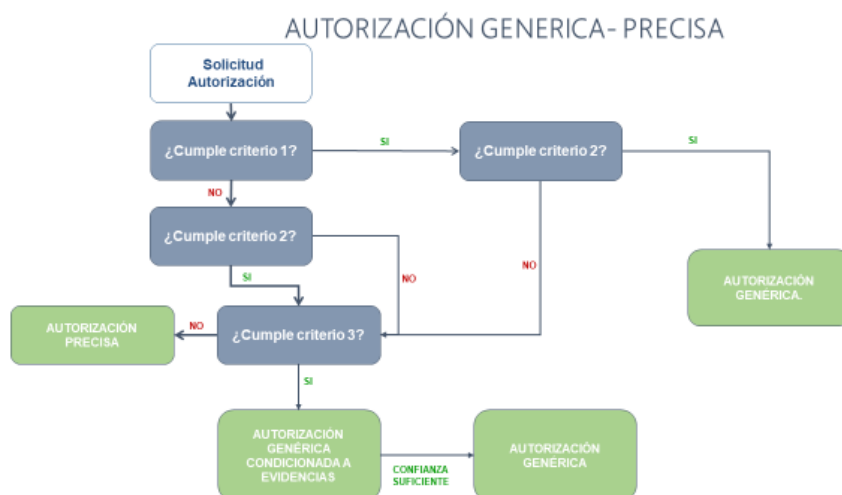 AUTORIZACIÓN GENERICA- PRECISA
Solicitud
Autorización
¿Cumple criterio 1?
SI
¿Cumple criterio 2?
SI
NO
¿Cumple criterio 2?
NO
NO
SI
AUTORIZACIÓN
GENÉRICA.
AUTORIZACIÓN
PRECISA
NO
¿Cumple criterio 3?
SI
AUTORIZACIÓN
GENÉRICA
CONDICIONADA A
EVIDENCIAS
CONFIANZA
SUFICIENTE
AUTORIZACIÓN
GENÉRICA